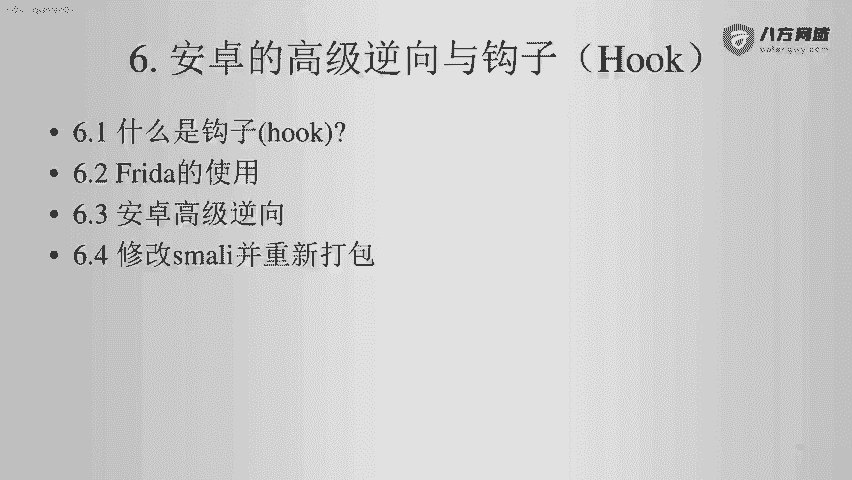 6. 安卓的高级逆向与钩子（Hook）
八方网域
• 6.1 什么是钩子(hook)?
• 6.2 Frida的使用
• 6.3 安卓高级逆向
• 6.4 修改smali并重新打包